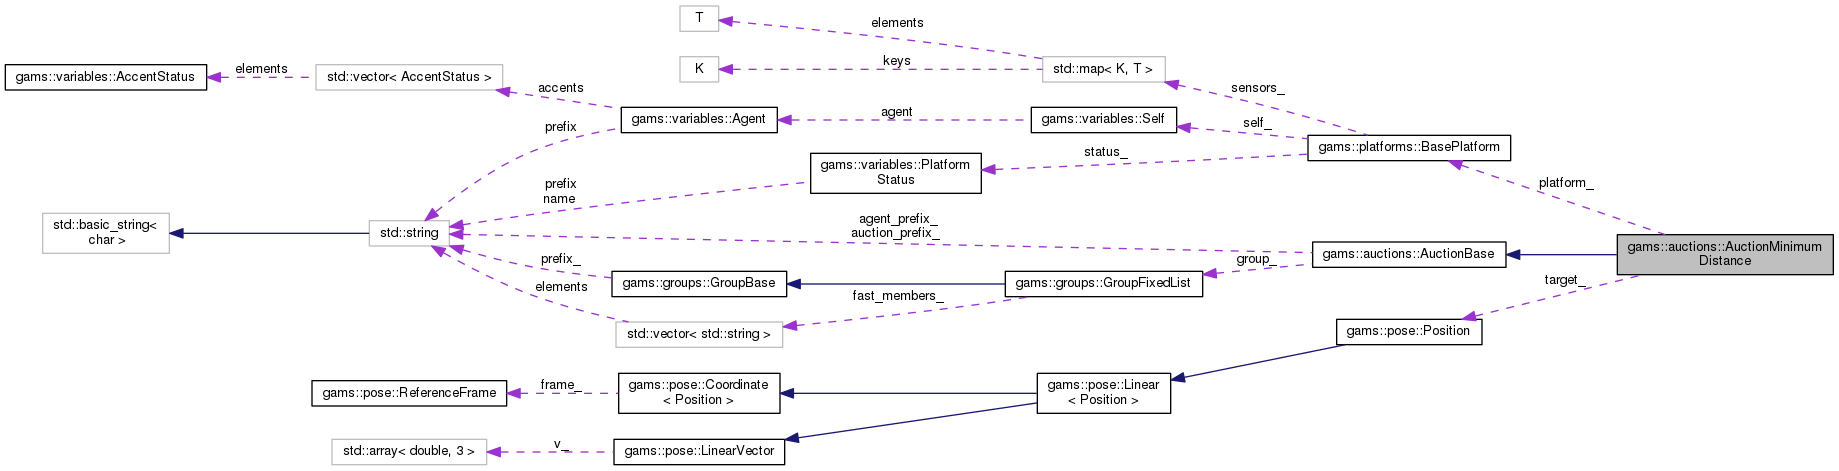 T
elements
K
keys
std::map< K, T >
gams::variables::AccentStatus
elements
std::vector< AccentStatus >
accents
sensors_
gams::variables::Agent
agent
gams::variables::Self
self_
prefix
gams::platforms::BasePlatform
status_
gams::variables::Platform
Status
platform_
prefix
name
std::basic_string<
char >
std::string
agent_prefix_
auction_prefix_
gams::auctions::AuctionBase
gams::auctions::AuctionMinimum
Distance
prefix_
gams::groups::GroupBase
gams::groups::GroupFixedList
group_
elements
fast_members_
target_
std::vector< std::string >
gams::pose::Position
gams::pose::ReferenceFrame
frame_
gams::pose::Coordinate
< Position >
gams::pose::Linear
< Position >
std::array< double, 3 >
v_
gams::pose::LinearVector